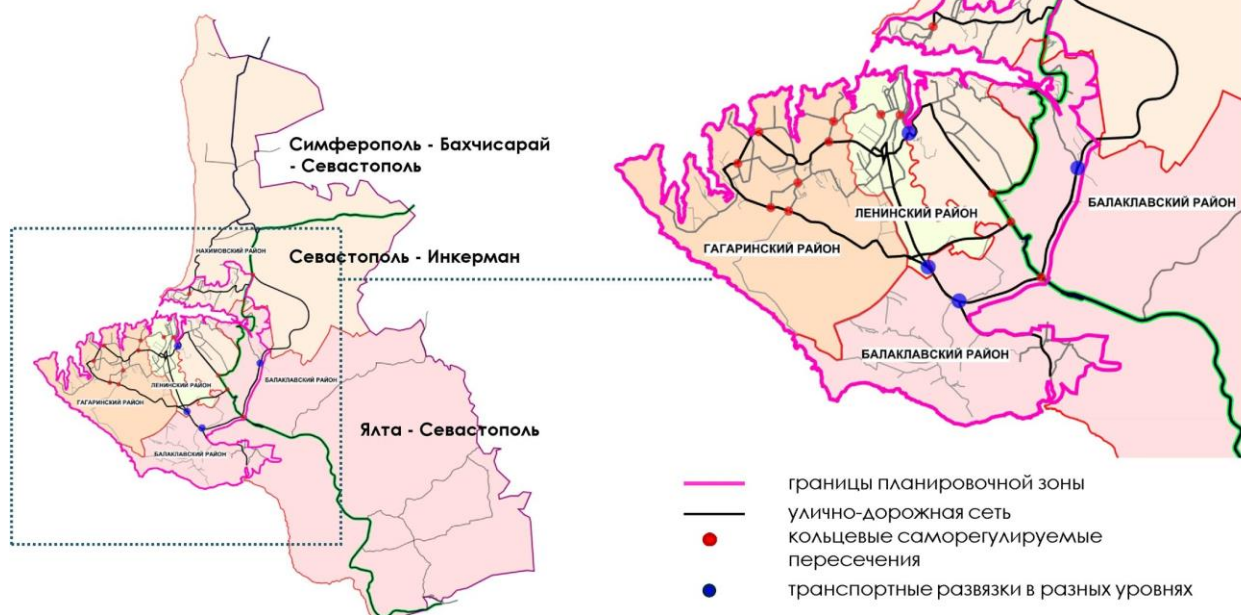 Симферополь - Бахчисарай
- Севастополь
НАХИМОВСКИЙ РАЙОН
Севастополь - Инкерман
ЛЕНИНСКИЙ РАЙОН
БАЛАКЛАВСКИЙ РАЙОН
ГАГАРИНСКИЙ РАЙОН
Ялта - Севастополь
БАЛАКЛАВСКИЙ РАЙОН
БАЛАКЛАВСКИЙ РАЙОН
ЛЕНИНСКИЙ РАЙОН
ГАГАРИНСКИЙ РАЙОН
БАЛАКЛАВСКИЙ РАЙОН
границы планировочной зоны
улично-дорожная сеть
кольцевые саморегулируемые
пересечения
транспортные развязки в разных уровнях